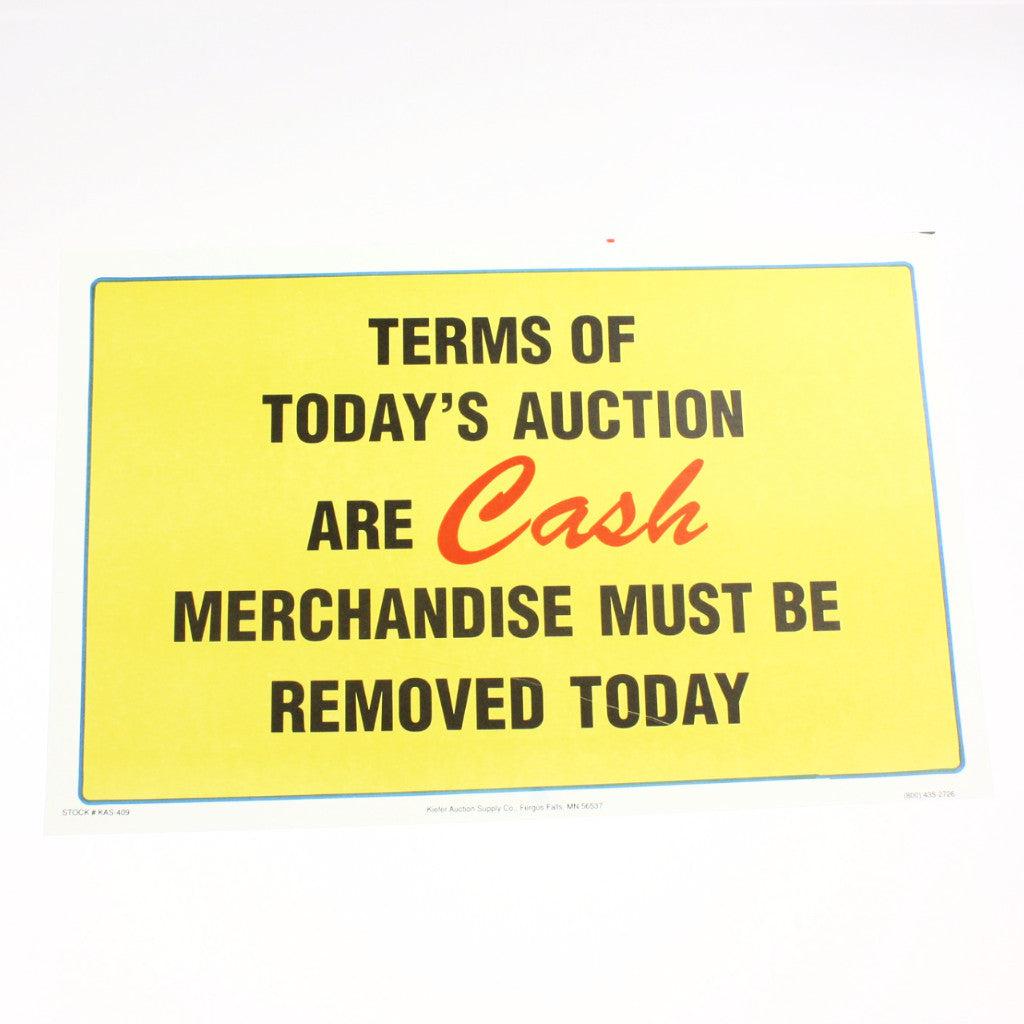 TERMS OF
TODAY'S AUCTION
ARE Cash
MERCHANDISE MUST BE
REMOVED TODAY
STOCK # KAS-409
Kiefer Auction Supply Co., Fergus Falls, MN 56537
(800) 435-2726